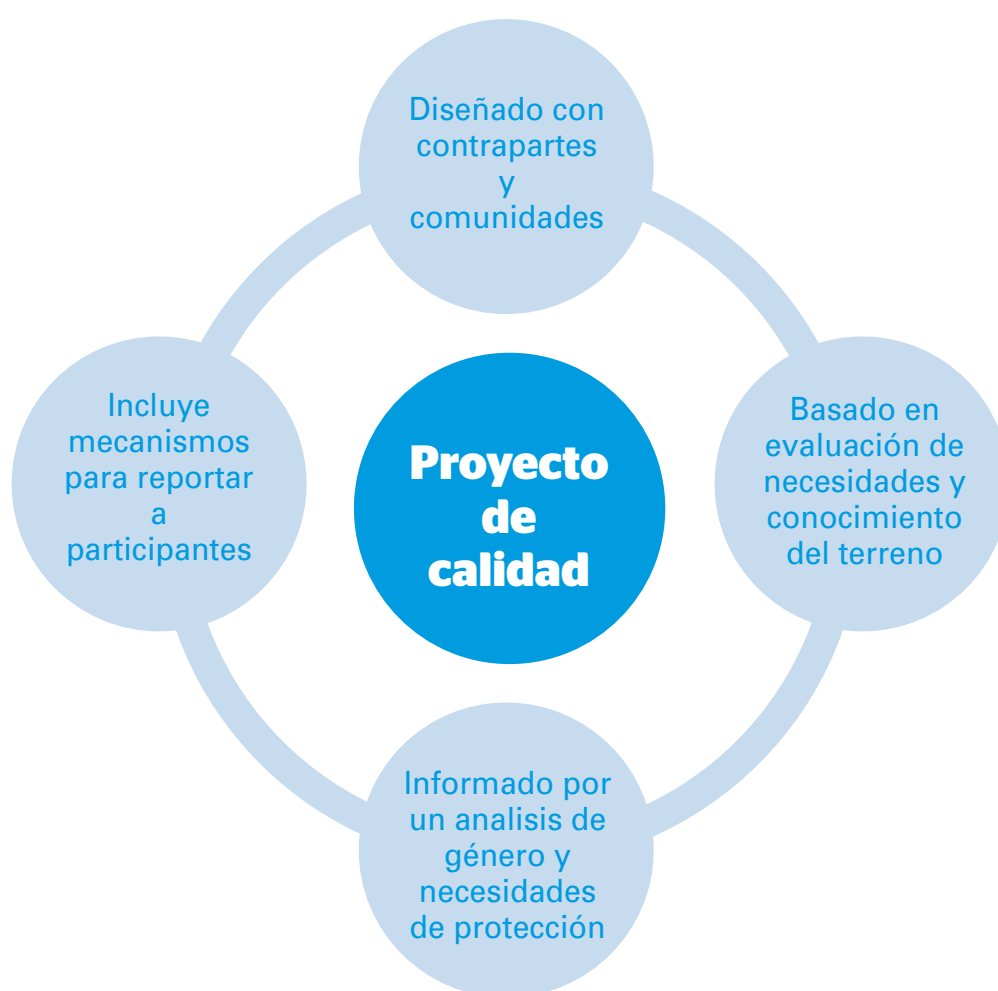 Diseñado con
contrapartes
y
comunidades
Incluye
mecanismos
para reportar
a
participantes
Proyecto
de
calidad
Basado en
evaluación de
necesidades y
conocimiento
del terreno
Informado por
un analisis de
género y
necesidades
de protección